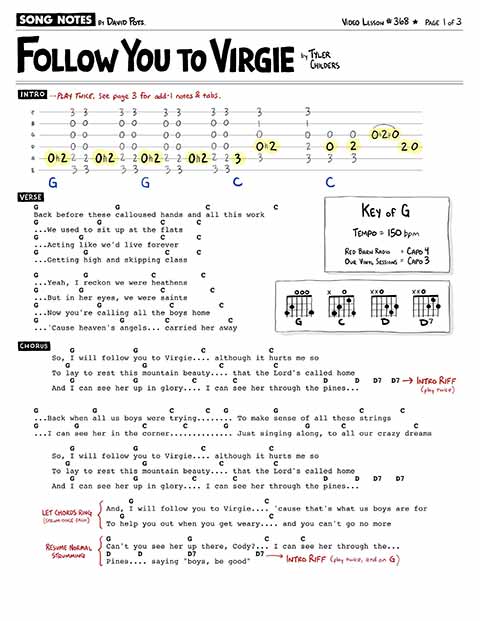 SONG NOTES BY DAVID POTS. VIDEO LESSON #368 ★ PAGE 1 OF 3
FOLLOW YOU TO VIRGIE by TYLER CHILDERS
INTRO → PLAY TWICE. See page 3 for add'l notes & tabs.
G G C C
VERSE
G G C C
Back before these calloused hands and all this work
G G C C
...We used to sit up at the flats
G G C C
...Acting like we'd live forever
G G C C
...Getting high and skipping class
G G C C
...Yeah, I reckon we were heathens
G G C C
...But in her eyes, we were saints
G G C C
...Now you're calling all the boys home
G G C C
...'Cause heaven's angels... carried her away
KEY OF G
TEMPO = 150 bpm
RED BARN RADIO = CAPO 4
OUR VINYL SESSIONS = CAPO 3
G C D D7
CHORUS
G G C C
So, I will follow you to Virgie.... although it hurts me so
G G C C
To lay to rest this mountain beauty.... that the Lord's called home
G G C D D D7 D7 → INTRO RIFF
And I can see her up in glory.... I can see her through the pines...
(play twice)
G G C C
...Back when all us boys were trying........ To make sense of all these strings
G G C C
...I can see her in the corner.............. Just singing along, to all our crazy dreams
G G C C
So, I will follow you to Virgie.... although it hurts me so
G G C C
To lay to rest this mountain beauty.... that the Lord's called home
G G C D D D7 D7
And I can see her up in glory.... I can see her through the pines...
LET CHORDS RING
(STRUM ONCE EACH)
G C
And, I will follow you to Virgie.... 'cause that's what us boys are for
G C
To help you out when you get weary.... and you can't go no more
RESUME NORMAL STRUMMING
G G C C
Can't you see her up there, Cody?... I can see her through the...
D D D7 D7 → INTRO RIFF (play twice, end on G)
Pines.... saying "boys, be good"